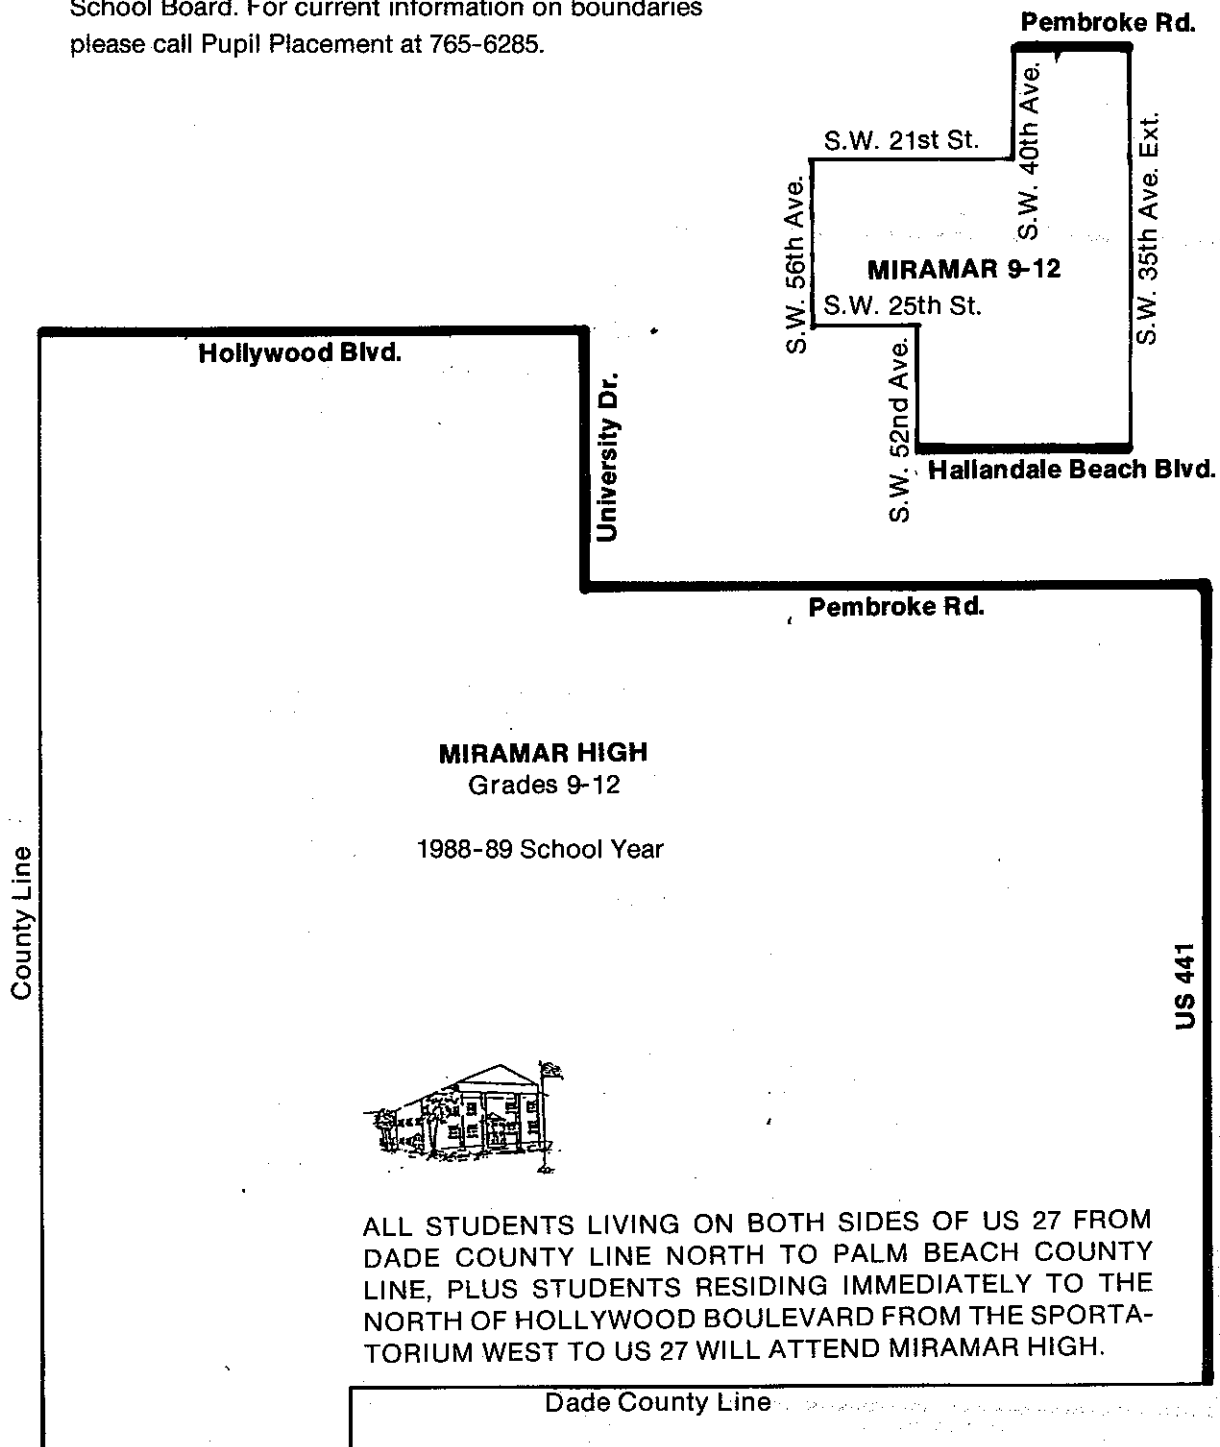 School Board. For current information on boundaries
please call Pupil Placement at 765-6285.
Pembroke Rd.
S.W. 40th Ave.
S.W. 21st St.
S.W. 35th Ave. Ext.
S.W. 56th Ave.
MIRAMAR 9-12
S.W. 25th St.
S.W. 52nd Ave.
Hallandale Beach Blvd.
Hollywood Blvd.
University Dr.
Pembroke Rd.
MIRAMAR HIGH
Grades 9-12
1988-89 School Year
County Line
US 441
ALL STUDENTS LIVING ON BOTH SIDES OF US 27 FROM
DADE COUNTY LINE NORTH TO PALM BEACH COUNTY
LINE, PLUS STUDENTS RESIDING IMMEDIATELY TO THE
NORTH OF HOLLYWOOD BOULEVARD FROM THE SPORTA-
TORIUM WEST TO US 27 WILL ATTEND MIRAMAR HIGH.
Dade County Line